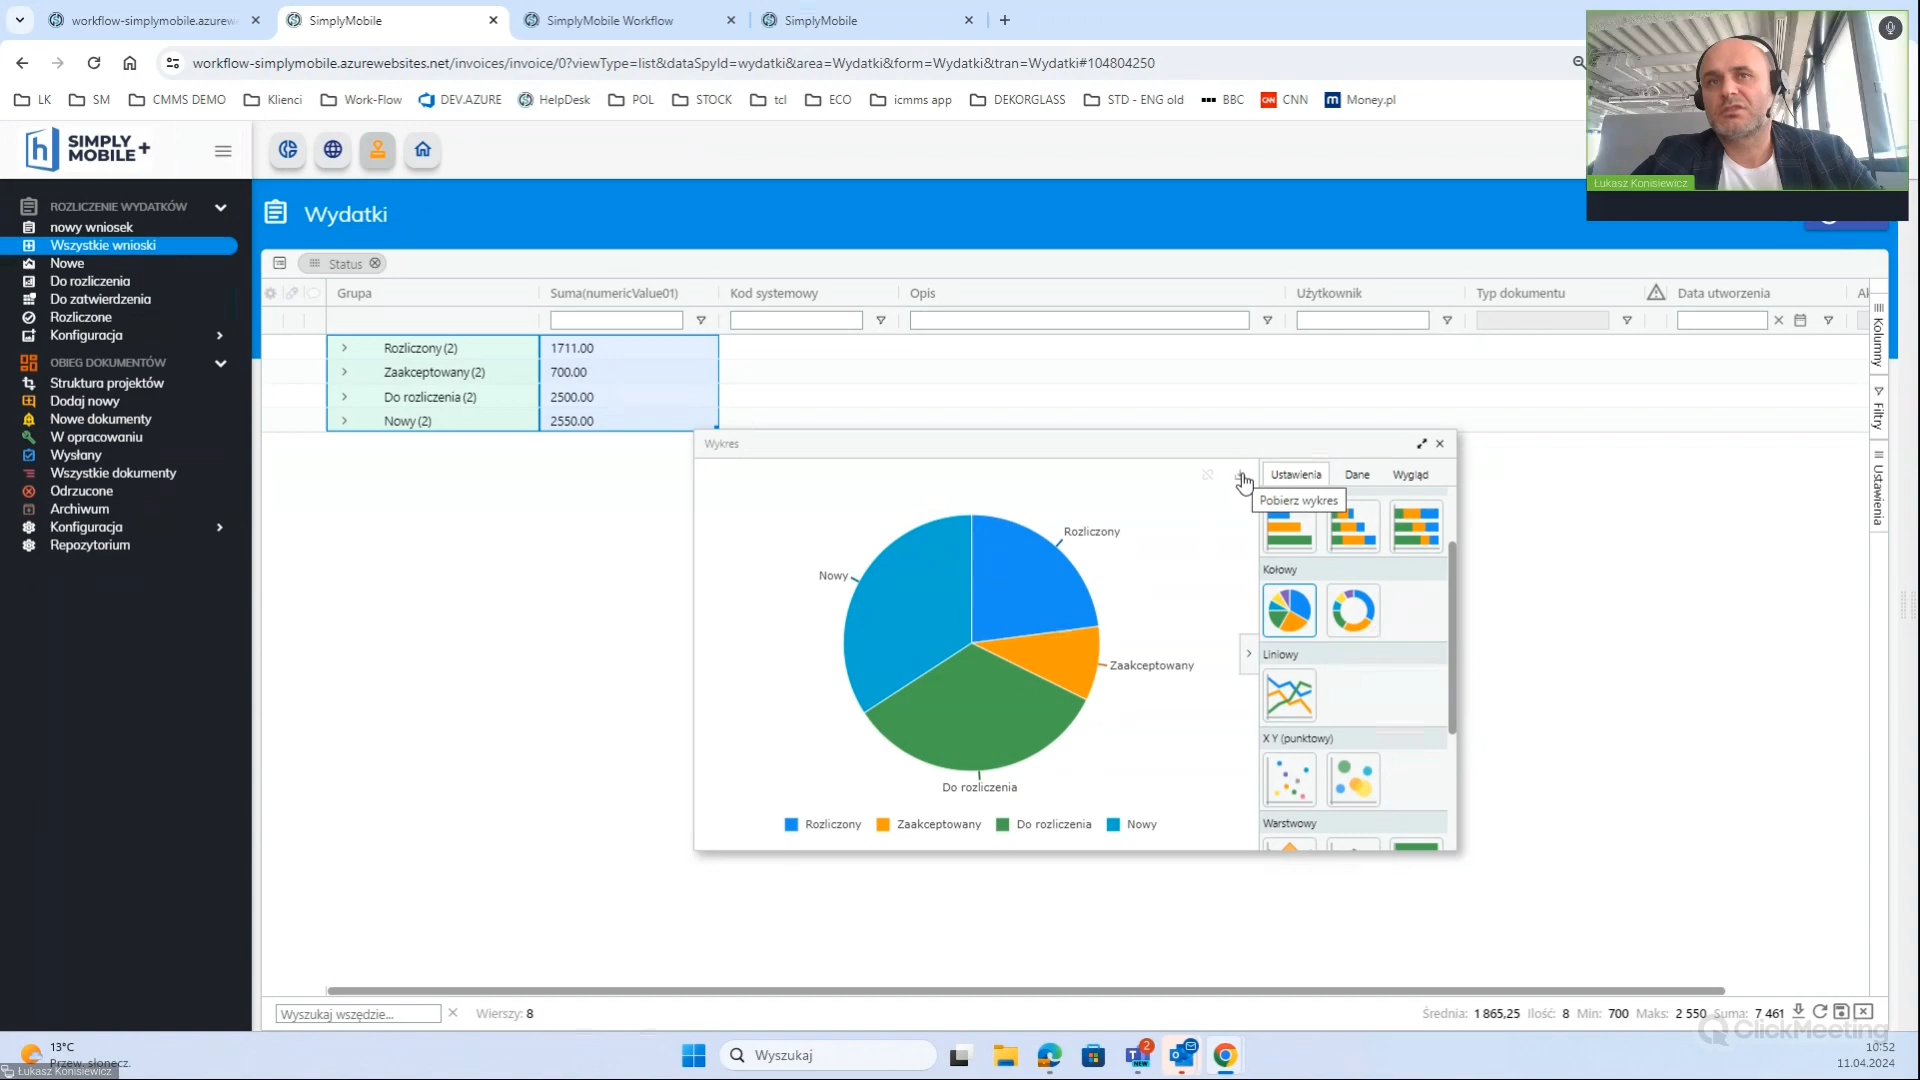 workflow-simplymobile.azurew
SimplyMobile
SimplyMobile Workflow
SimplyMobile
workflow-simplymobile.azurewebsites.net/invoices/invoice/0?viewType=list&dataSpyId=wydatki&area=Wydatki&form=Wydatki&tran=Wydatki#104804250
LK SM CMMS DEMO Klienci Work-Flow DEV.AZURE HelpDesk POL STOCK tcl ECO icmms app DEKORGLASS STD - ENG old BBC CNN Money.pl
Łukasz Konisiewicz
SIMPLY
MOBILE +
ROZLICZENIE WYDATKÓW
nowy wniosek
Wszystkie wnioski
Nowe
Do rozliczenia
Do zatwierdzenia
Rozliczone
Konfiguracja
OBIEG DOKUMENTÓW
Struktura projektów
Dodaj nowy
Nowe dokumenty
W opracowaniu
Wysłany
Wszystkie dokumenty
Odrzucone
Archiwum
Konfiguracja
Repozytorium
Wydatki
Status
Grupa Suma(numericValue01) Kod systemowy Opis Użytkownik Typ dokumentu Data utworzenia
Rozliczony (2) 1711.00
Zaakceptowany (2) 700.00
Do rozliczenia (2) 2500.00
Nowy (2) 2550.00
Kolumny
Filtry
Ustawienia
Wykres
Ustawienia Dane Wygląd
Pobierz wykres
Kołowy
Liniowy
X Y (punktowy)
Warstwowy
Rozliczony
Nowy
Zaakceptowany
Do rozliczenia
Rozliczony Zaakceptowany Do rozliczenia Nowy
Wyszukaj wszędzie...
Wierszy: 8
Średnia: 1 865,25 Ilość: 8 Min: 700 Maks: 2 550 Suma: 7 461
ClickMeeting
13°C
Przew. słonecz.
Łukasz Konisiewicz
Wyszukaj
2
NEW
10:52
11.04.2024